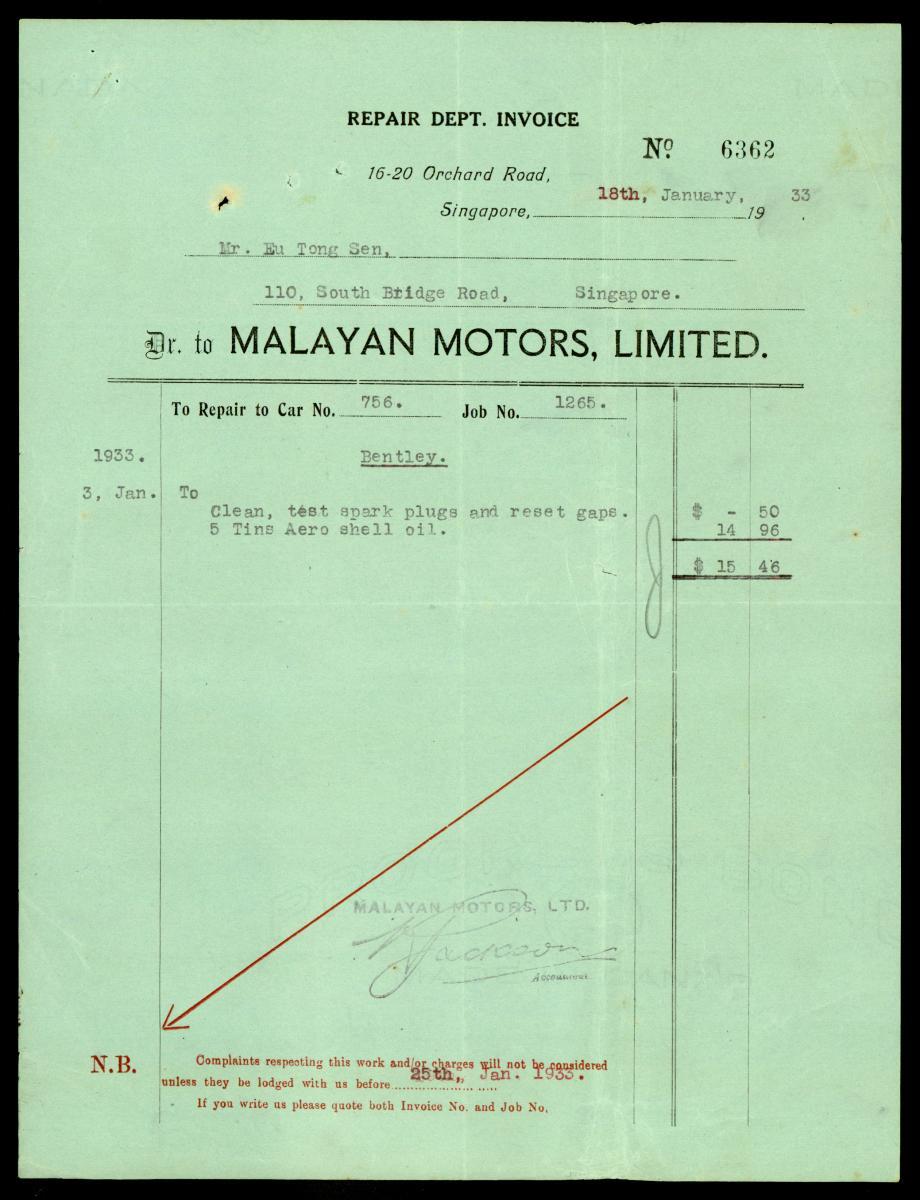 REPAIR DEPT. INVOICE
Nº 6362
16-20 Orchard Road,
Singapore, 18th, January, 1933.
Mr. Eu Tong Sen,
110, South Bridge Road, Singapore.
Dr. to MALAYAN MOTORS, LIMITED.
To Repair to Car No. 756. Job No. 1265.
1933. Bentley.
3, Jan. To
Clean, test spark plugs and reset gaps. $ - 50
5 Tins Aero shell oil. 14 96
$ 15 46
MALAYAN MOTORS, LTD.
Jackson
Accountant
N.B. Complaints respecting this work and/or charges will not be considered
unless they be lodged with us before 25th, Jan. 1933.
If you write us please quote both Invoice No. and Job No.